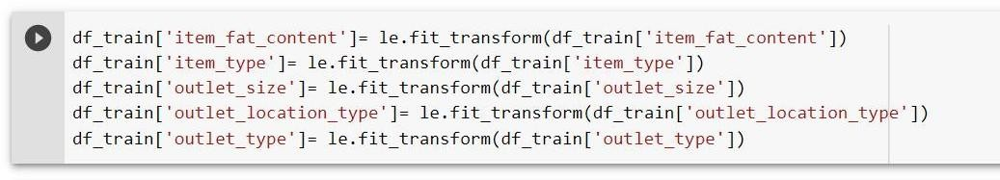 df_train['item_fat_content']= le.fit_transform(df_train['item_fat_content'])
df_train['item_type']= le.fit_transform(df_train['item_type'])
df_train['outlet_size']= le.fit_transform(df_train['outlet_size'])
df_train['outlet_location_type']= le.fit_transform(df_train['outlet_location_type'])
df_train['outlet_type']= le.fit_transform(df_train['outlet_type'])